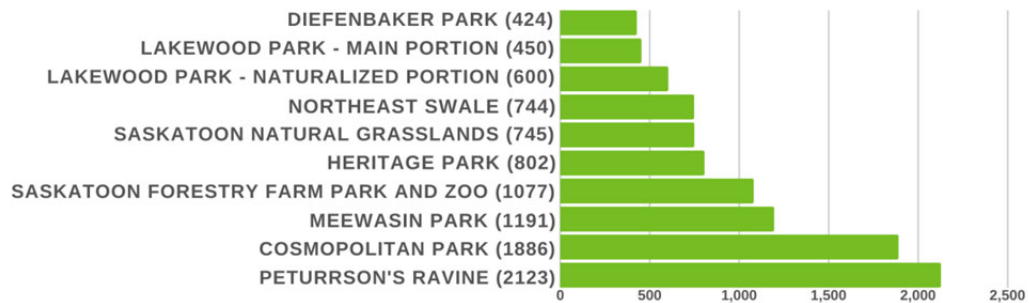 DIEFENBAKER PARK (424)
LAKEWOOD PARK - MAIN PORTION (450)
LAKEWOOD PARK - NATURALIZED PORTION (600)
NORTHEAST SWALE (744)
SASKATOON NATURAL GRASSLANDS (745)
HERITAGE PARK (802)
SASKATOON FORESTRY FARM PARK AND ZOO (1077)
MEEWASIN PARK (1191)
COSMOPOLITAN PARK (1886)
PETURRSON'S RAVINE (2123)
0 500 1,000 1,500 2,000 2,500